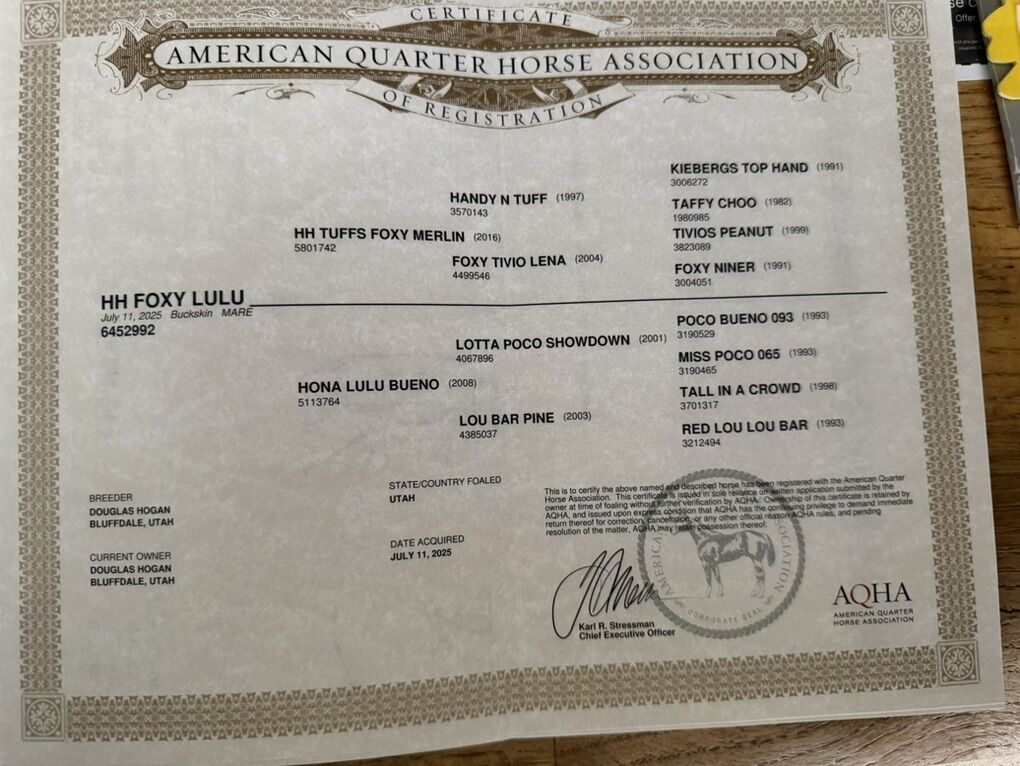 CERTIFICATE
AMERICAN QUARTER HORSE ASSOCIATION
OF REGISTRATION
KIEBERGS TOP HAND (1991)
3006272
HANDY N TUFF (1997)
3570143
TAFFY CHOO (1982)
1980985
HH TUFFS FOXY MERLIN (2016)
5801742
TIVIOS PEANUT (1999)
3823089
FOXY TIVIO LENA (2004)
4499546
FOXY NINER (1991)
3004051
HH FOXY LULU
July 11, 2025 Buckskin MARE
6452992
POCO BUENO 093 (1993)
3190529
LOTTA POCO SHOWDOWN (2001)
4067896
MISS POCO 065 (1993)
3190465
HONA LULU BUENO (2008)
5113764
TALL IN A CROWD (1998)
3701317
LOU BAR PINE (2003)
4385037
RED LOU LOU BAR (1993)
3212494
BREEDER
DOUGLAS HOGAN
BLUFFDALE, UTAH
STATE/COUNTRY FOALED
UTAH
CURRENT OWNER
DOUGLAS HOGAN
BLUFFDALE, UTAH
DATE ACQUIRED
JULY 11, 2025
This is to certify the above named and described horse has been registered with the American Quarter
Horse Association. This certificate is issued in sole reliance on written application submitted by the
owner at time of foaling without further verification by AQHA. Ownership of this certificate is retained by
AQHA, and issued upon express condition that AQHA has the continuing privilege to demand immediate
return thereof for correction, cancellation, or any other official reason AQHA rules, and pending
resolution of the matter, AQHA may retain possession thereof.
Karl R. Stressman
Chief Executive Officer
AMERICAN ASSOCIATION
CORPORATE SEAL
AQHA
AMERICAN QUARTER
HORSE ASSOCIATION
Offer